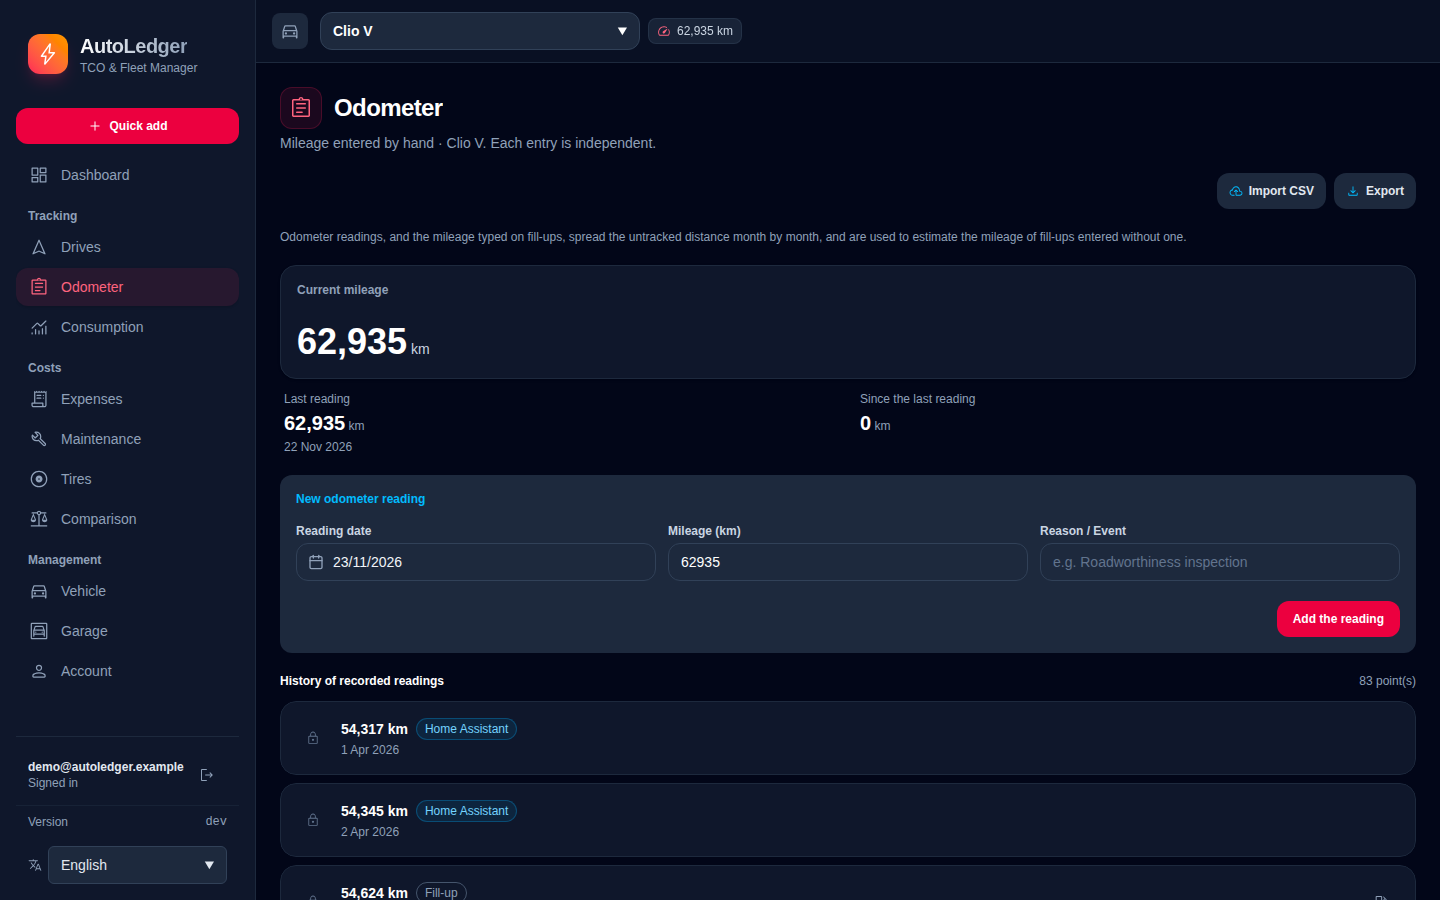 AutoLedger
TCO & Fleet Manager
Quick add
Dashboard
Tracking
Drives
Odometer
Consumption
Costs
Expenses
Maintenance
Tires
Comparison
Management
Vehicle
Garage
Account
demo@autoledger.example
Signed in
Version dev
English
Clio V
62,935 km
Odometer
Mileage entered by hand · Clio V. Each entry is independent.
Import CSV
Export
Odometer readings, and the mileage typed on fill-ups, spread the untracked distance month by month, and are used to estimate the mileage of fill-ups entered without one.
Current mileage
62,935 km
Last reading
62,935 km
22 Nov 2026
Since the last reading
0 km
New odometer reading
Reading date
23/11/2026
Mileage (km)
62935
Reason / Event
e.g. Roadworthiness inspection
Add the reading
History of recorded readings
83 point(s)
54,317 km Home Assistant
1 Apr 2026
54,345 km Home Assistant
2 Apr 2026
54,624 km Fill-up